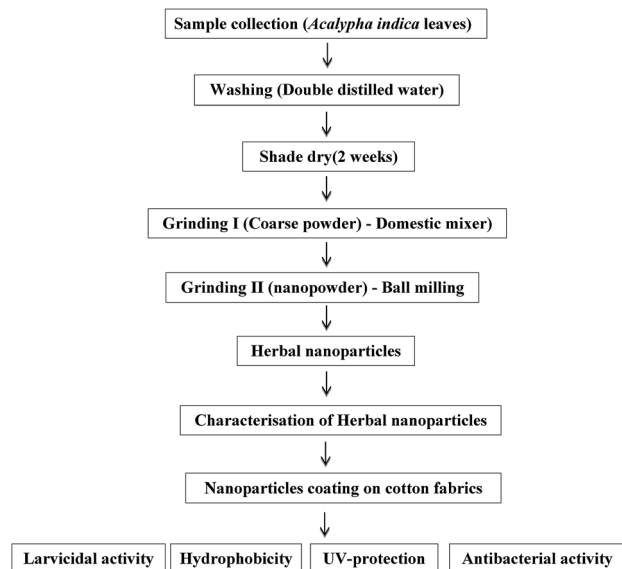 Sample collection (Acalypha indica leaves)
Washing (Double distilled water)
Shade dry(2 weeks)
Grinding I (Coarse powder) - Domestic mixer)
Grinding II (nanopowder) - Ball milling
Herbal nanoparticles
Characterisation of Herbal nanoparticles
Nanoparticles coating on cotton fabrics
Larvicidal activity Hydrophobicity UV-protection Antibacterial activity